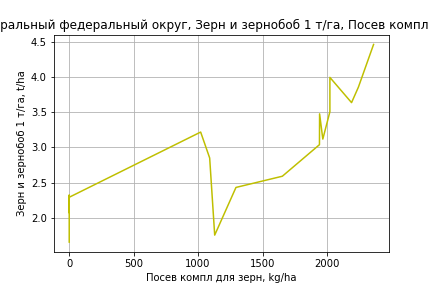 ральный федеральный округ, Зерн и зернобоб 1 т/га, Посев компл
4.5
4.0
3.5
3.0
2.5
2.0
Зерн и зернобоб 1 т/га, t/ha
0 500 1000 1500 2000
Посев компл для зерн, kg/ha